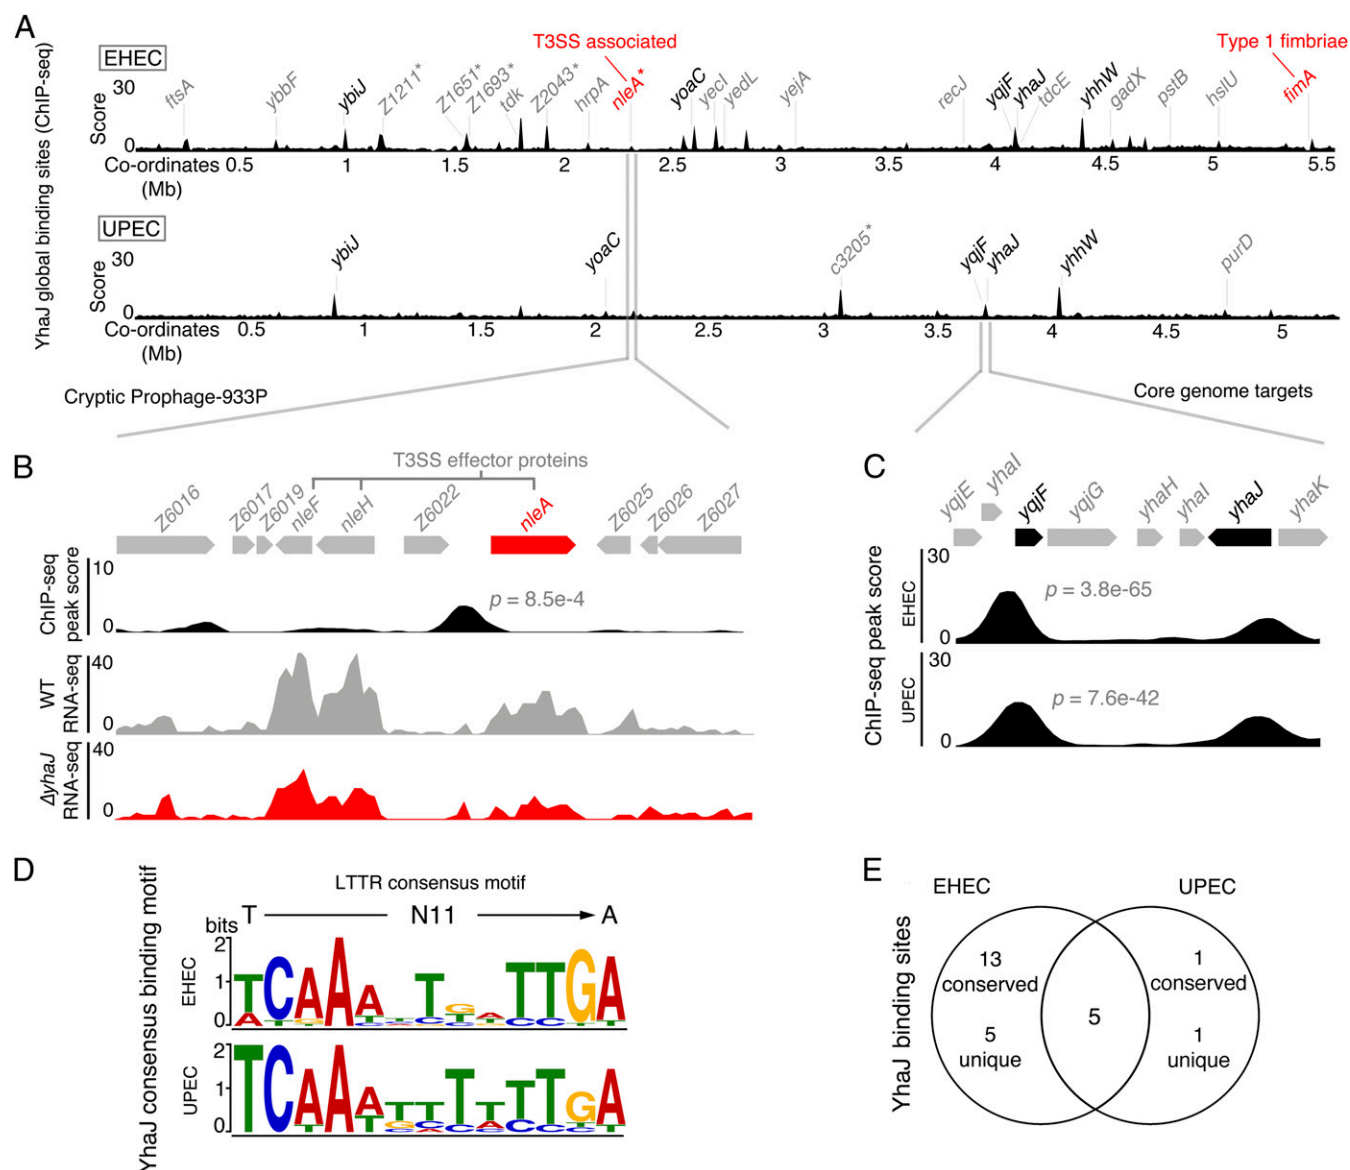 A
YhaJ global binding sites (ChIP-seq)
EHEC
T3SS associated
Type 1 fimbriae
30
Score
0
ftsA
ybbF
ybiJ
Z1211*
Z1651*
Z1693*
tdk
Z2043*
hrpA
nleA*
yoaC
yecI
yedL
yejA
recJ
yqjF
yhaJ
tdcE
yhhW
gadX
pstB
hslU
fimA
Co-ordinates 0.5 1 1.5 2 2.5 3 3.5 4 4.5 5 5.5
(Mb)
UPEC
30
Score
0
ybiJ
yoaC
c3205*
yqjF
yhaJ
yhhW
purD
Co-ordinates 0.5 1 1.5 2 2.5 3 3.5 4 4.5 5
(Mb)
Cryptic Prophage-933P
Core genome targets
B
T3SS effector proteins
Z6016
Z6017
Z6019
nleF
nleH
Z6022
nleA
Z6025
Z6026
Z6027
ChIP-seq
peak score
10
0
p = 8.5e-4
WT
RNA-seq
40
0
ΔyhaJ
RNA-seq
40
0
C
yqjE
yhaI
yqjF
yqjG
yhaH
yhaI
yhaJ
yhaK
ChIP-seq peak score
EHEC
30
0
p = 3.8e-65
UPEC
30
0
p = 7.6e-42
D
YhaJ consensus binding motif
LTTR consensus motif
bits T N11 A
EHEC
2
1
0
TCAAA TG TTGA
UPEC
2
1
0
TCAAATTTTTTGA
E
YhaJ binding sites
EHEC UPEC
13
conserved
5
unique
5
1
conserved
1
unique